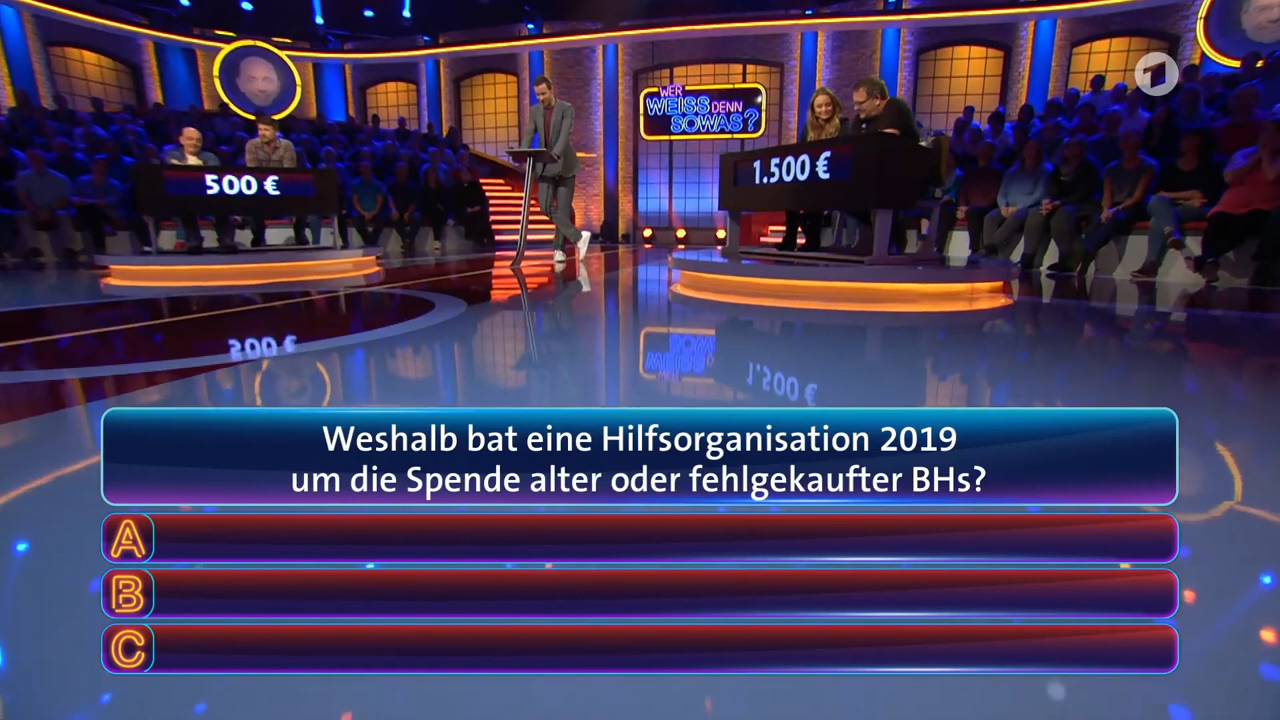 1
WER
WEISS DENN
SOWAS?
500 €
1.500 €
Weshalb bat eine Hilfsorganisation 2019
um die Spende alter oder fehlgekaufter BHs?
A
B
C